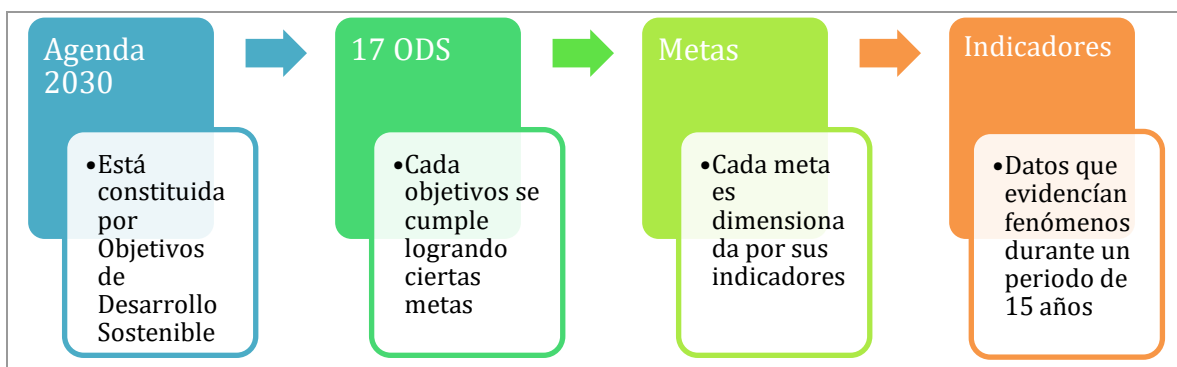 Agenda
2030
•Está
constituida
por
Objetivos
de
Desarrollo
Sostenible
17 ODS
•Cada
objetivos se
cumple
logrando
ciertas
metas
Metas
•Cada meta
es
dimensiona
da por sus
indicadores
Indicadores
•Datos que
evidencían
fenómenos
durante un
periodo de
15 años